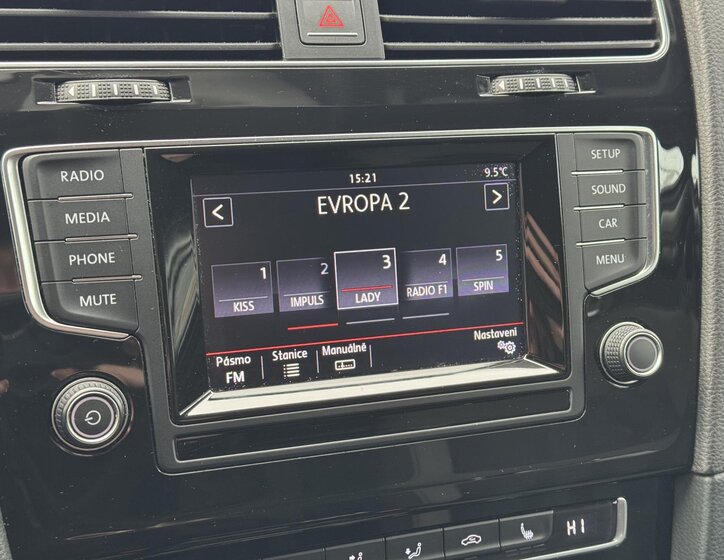 RADIO
MEDIA
PHONE
MUTE
15:21
9.5°C
< EVROPA 2 >
1
KISS
2
IMPULS
3
LADY
4
RADIO F1
5
SPIN
Pásmo
FM
Stanice
Manuálně
Nastavení
SETUP
SOUND
CAR
MENU
HI